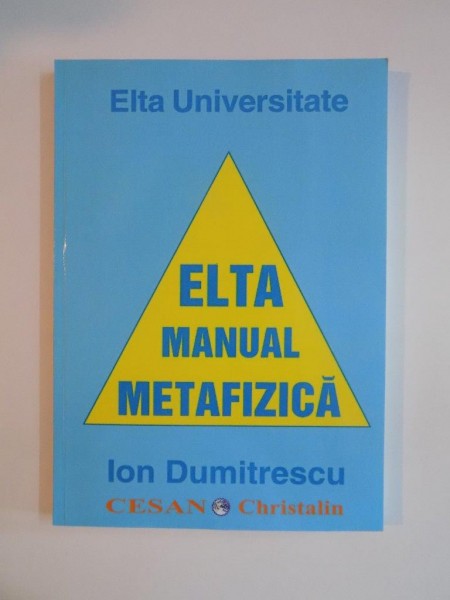 Elta Universitate
ELTA
MANUAL
METAFIZICĂ
Ion Dumitrescu
CESAN Christalin